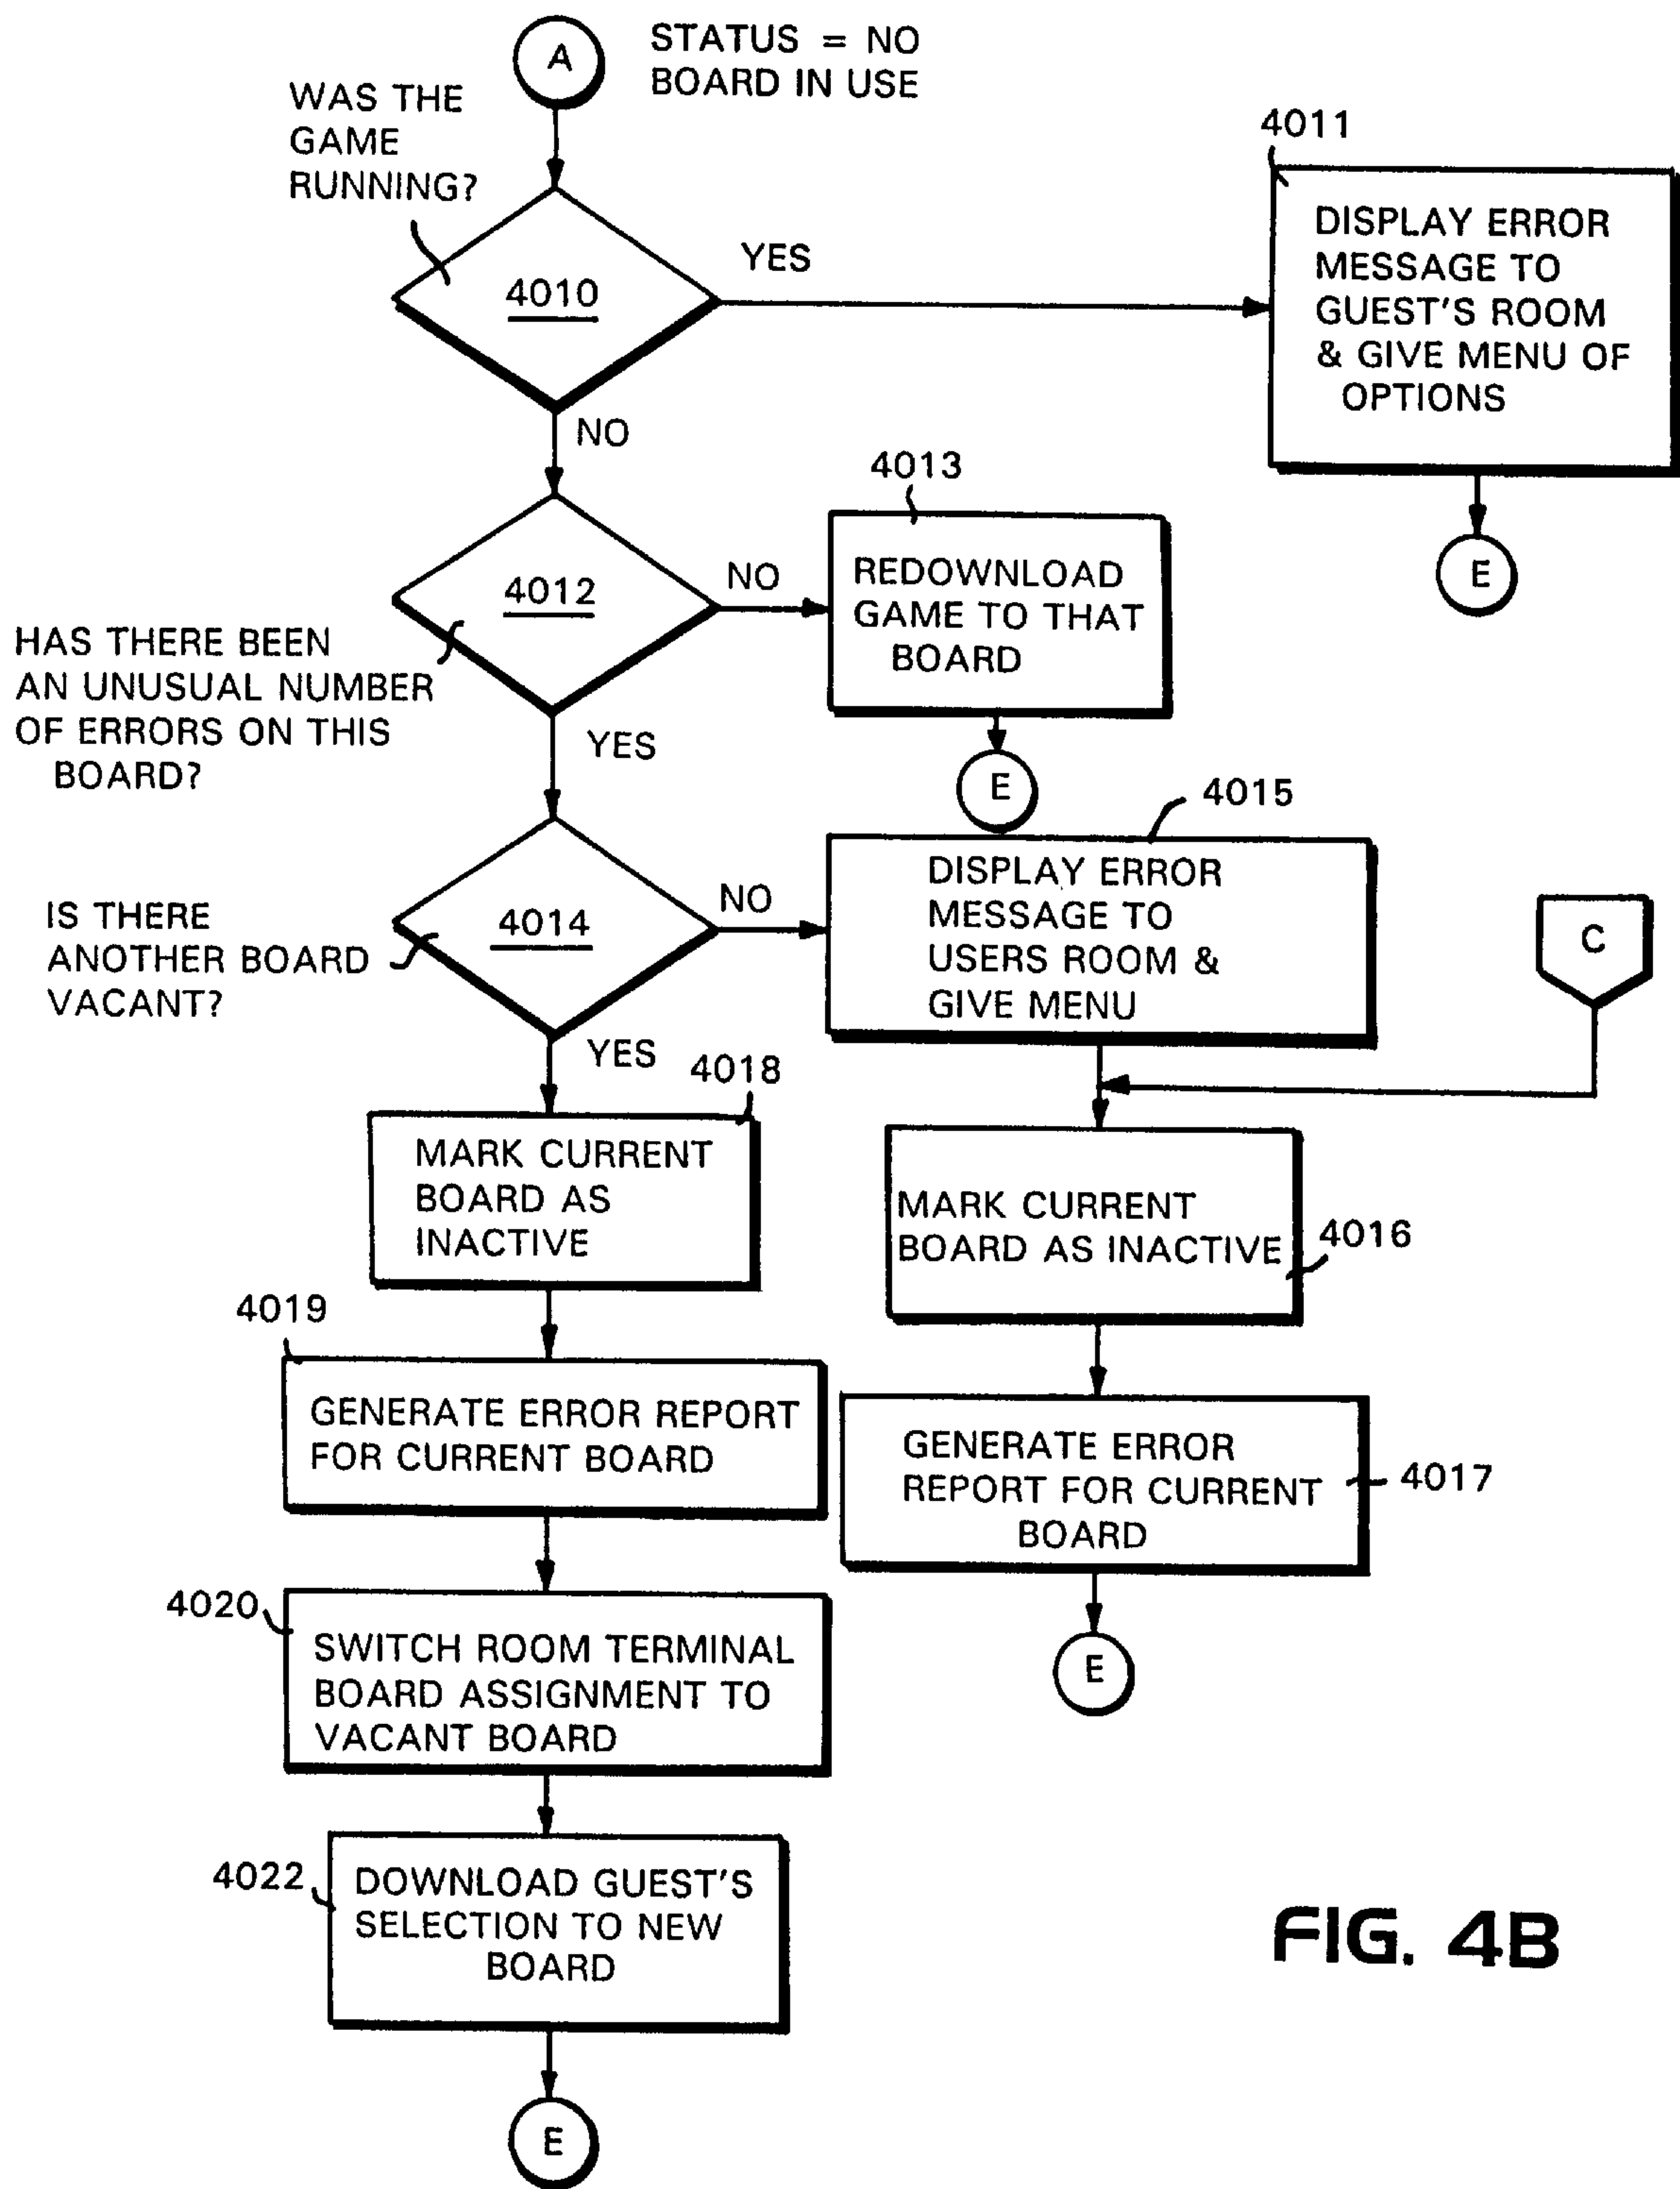 A
STATUS = NO
BOARD IN USE
WAS THE
GAME
RUNNING?
4010
YES
NO
4011
DISPLAY ERROR
MESSAGE TO
GUEST'S ROOM
& GIVE MENU OF
OPTIONS
E
4012
HAS THERE BEEN
AN UNUSUAL NUMBER
OF ERRORS ON THIS
BOARD?
NO
YES
4013
REDOWNLOAD
GAME TO THAT
BOARD
E
4014
IS THERE
ANOTHER BOARD
VACANT?
NO
YES
4015
DISPLAY ERROR
MESSAGE TO
USERS ROOM &
GIVE MENU
C
4018
MARK CURRENT
BOARD AS
INACTIVE
MARK CURRENT
BOARD AS INACTIVE
4016
4019
GENERATE ERROR REPORT
FOR CURRENT BOARD
GENERATE ERROR
REPORT FOR CURRENT
BOARD
4017
E
4020
SWITCH ROOM TERMINAL
BOARD ASSIGNMENT TO
VACANT BOARD
4022
DOWNLOAD GUEST'S
SELECTION TO NEW
BOARD
E
FIG. 4B